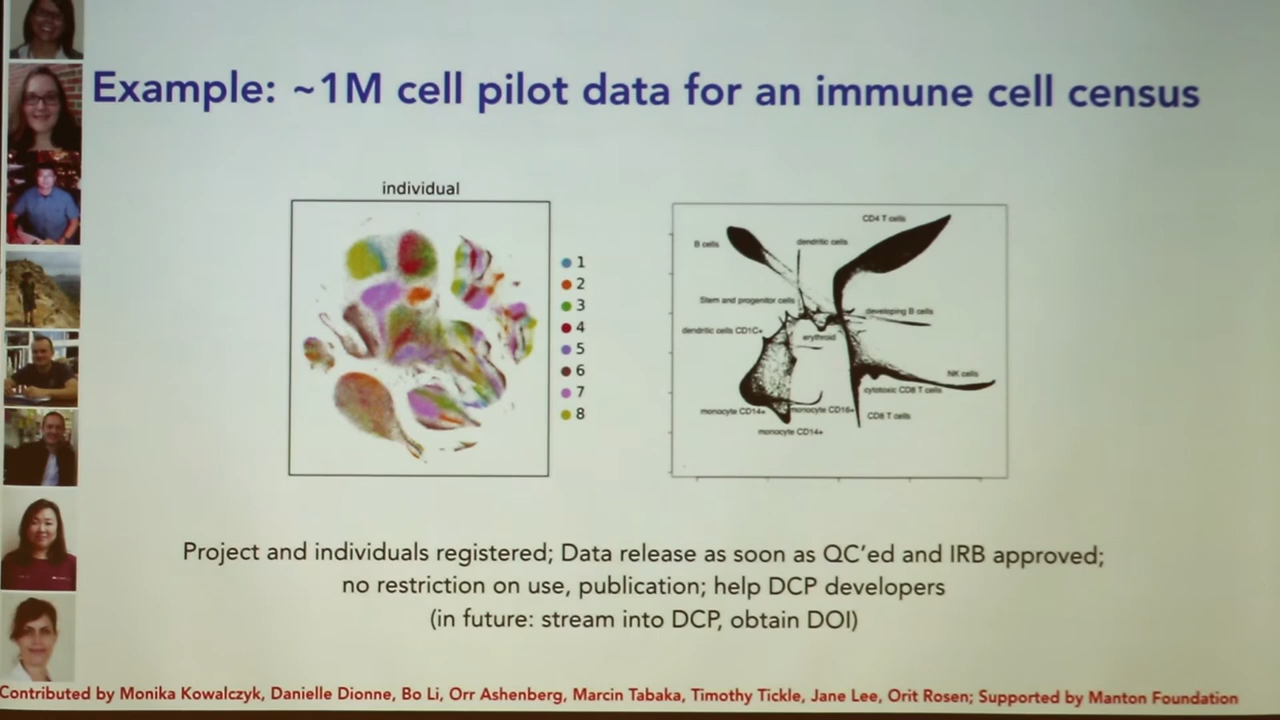 Example: ~1M cell pilot data for an immune cell census
individual
1
2
3
4
5
6
7
8
CD4 T cells
B cells
dendritic cells
Stem and progenitor cells
developing B cells
dendritic cells CD1C+
erythroid
NK cells
cytotoxic CD8 T cells
monocyte CD14+
monocyte CD16+
CD8 T cells
monocyte CD14+
Project and individuals registered; Data release as soon as QC'ed and IRB approved;
no restriction on use, publication; help DCP developers
(in future: stream into DCP, obtain DOI)
Contributed by Monika Kowalczyk, Danielle Dionne, Bo Li, Orr Ashenberg, Marcin Tabaka, Timothy Tickle, Jane Lee, Orit Rosen; Supported by Manton Foundation